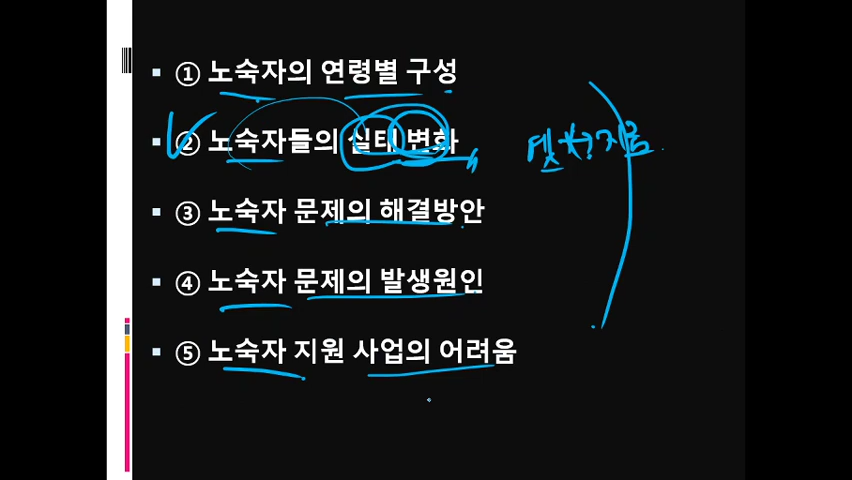 ① 노숙자의 연령별 구성
② 노숙자들의 실태 변화
③ 노숙자 문제의 해결방안
④ 노숙자 문제의 발생원인
⑤ 노숙자 지원 사업의 어려움